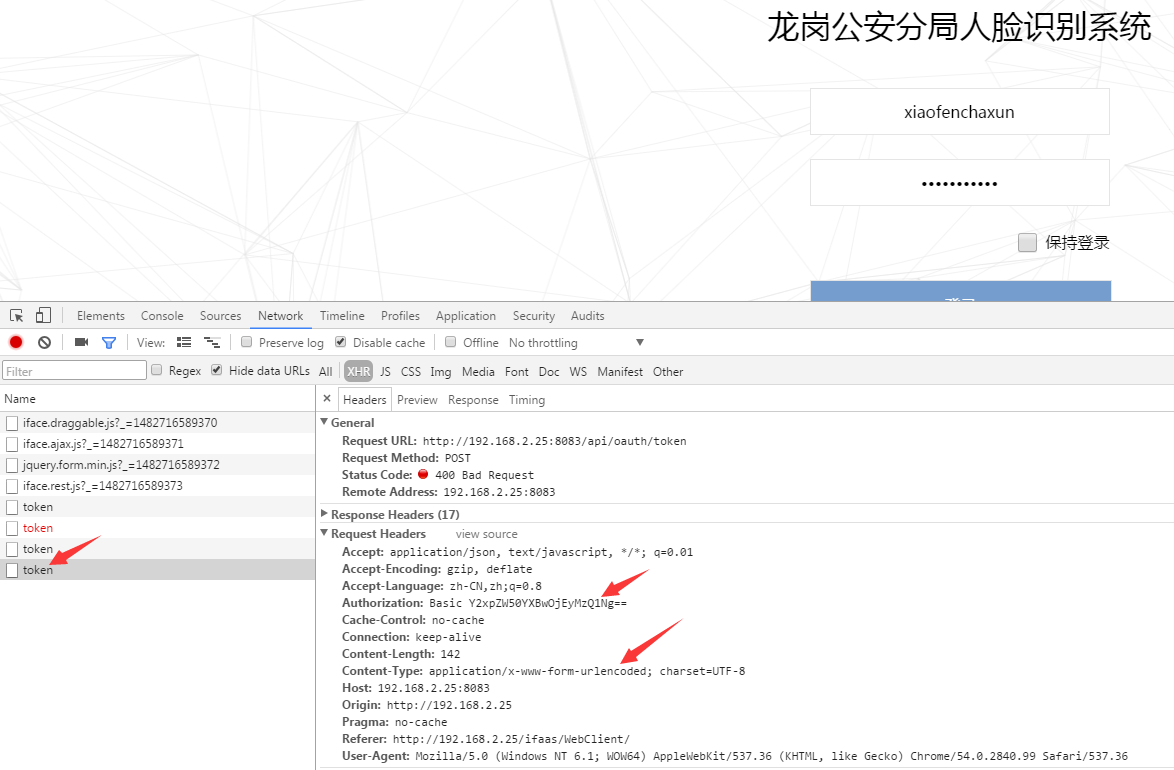 龙岗公安分局人脸识别系统
xiaofenchaxun
•••••••••••
保持登录
登录
Elements Console Sources Network Timeline Profiles Application Security Audits
View: Preserve log Disable cache Offline No throttling
Filter Regex Hide data URLs All XHR JS CSS Img Media Font Doc WS Manifest Other
Name
iface.draggable.js?_=1482716589370
iface.ajax.js?_=1482716589371
jquery.form.min.js?_=1482716589372
iface.rest.js?_=1482716589373
token
token
token
token
× Headers Preview Response Timing
General
Request URL: http://192.168.2.25:8083/api/oauth/token
Request Method: POST
Status Code: 400 Bad Request
Remote Address: 192.168.2.25:8083
Response Headers (17)
Request Headers view source
Accept: application/json, text/javascript, */*; q=0.01
Accept-Encoding: gzip, deflate
Accept-Language: zh-CN,zh;q=0.8
Authorization: Basic Y2xpZW50YXBwOjEyMzQ1Ng==
Cache-Control: no-cache
Connection: keep-alive
Content-Length: 142
Content-Type: application/x-www-form-urlencoded; charset=UTF-8
Host: 192.168.2.25:8083
Origin: http://192.168.2.25
Pragma: no-cache
Referer: http://192.168.2.25/ifaas/WebClient/
User-Agent: Mozilla/5.0 (Windows NT 6.1; WOW64) AppleWebKit/537.36 (KHTML, like Gecko) Chrome/54.0.2840.99 Safari/537.36